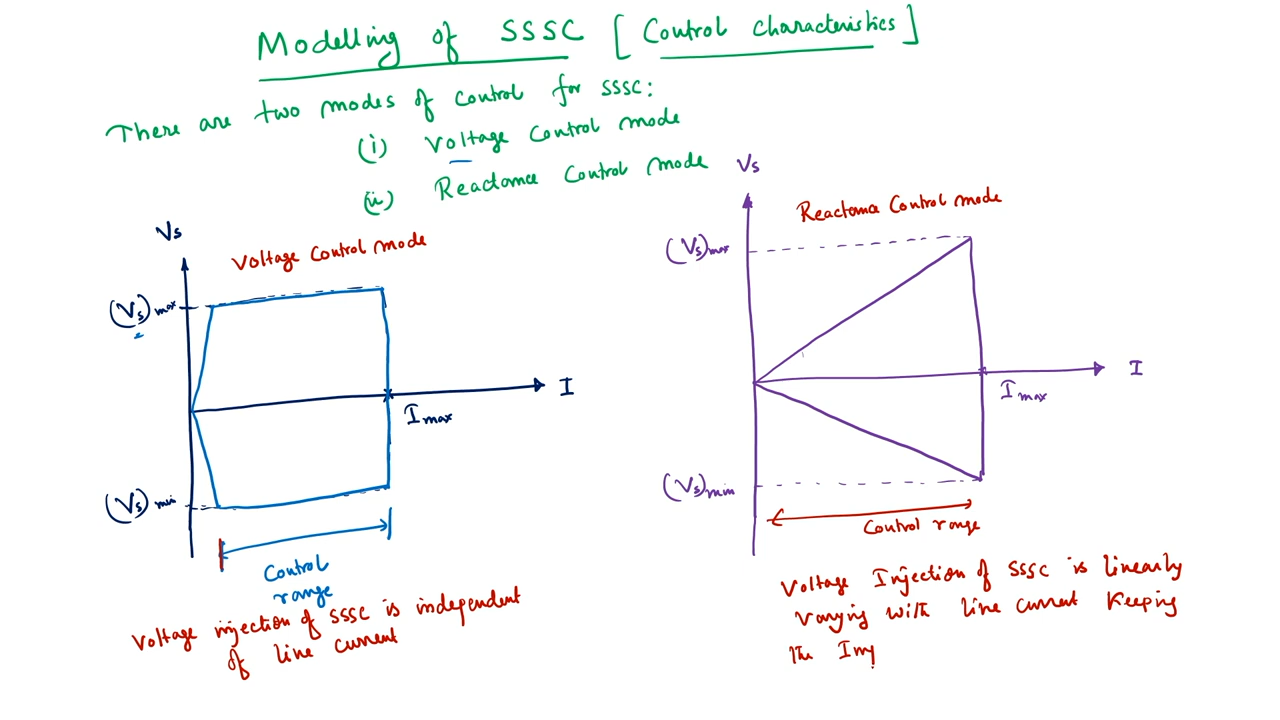 Modelling of SSSC [Control characteristics]
There are two modes of control for SSSC:
(i) Voltage Control mode
(ii) Reactance Control mode
Vs
Voltage Control mode
(Vs)max
I
Imax
(Vs)min
Control
range
Voltage injection of SSSC is independent
of line current
Vs
Reactance Control mode
(Vs)max
I
Imax
(Vs)min
Control range
Voltage Injection of SSSC is linearly
varying with line current keeping
the Imp